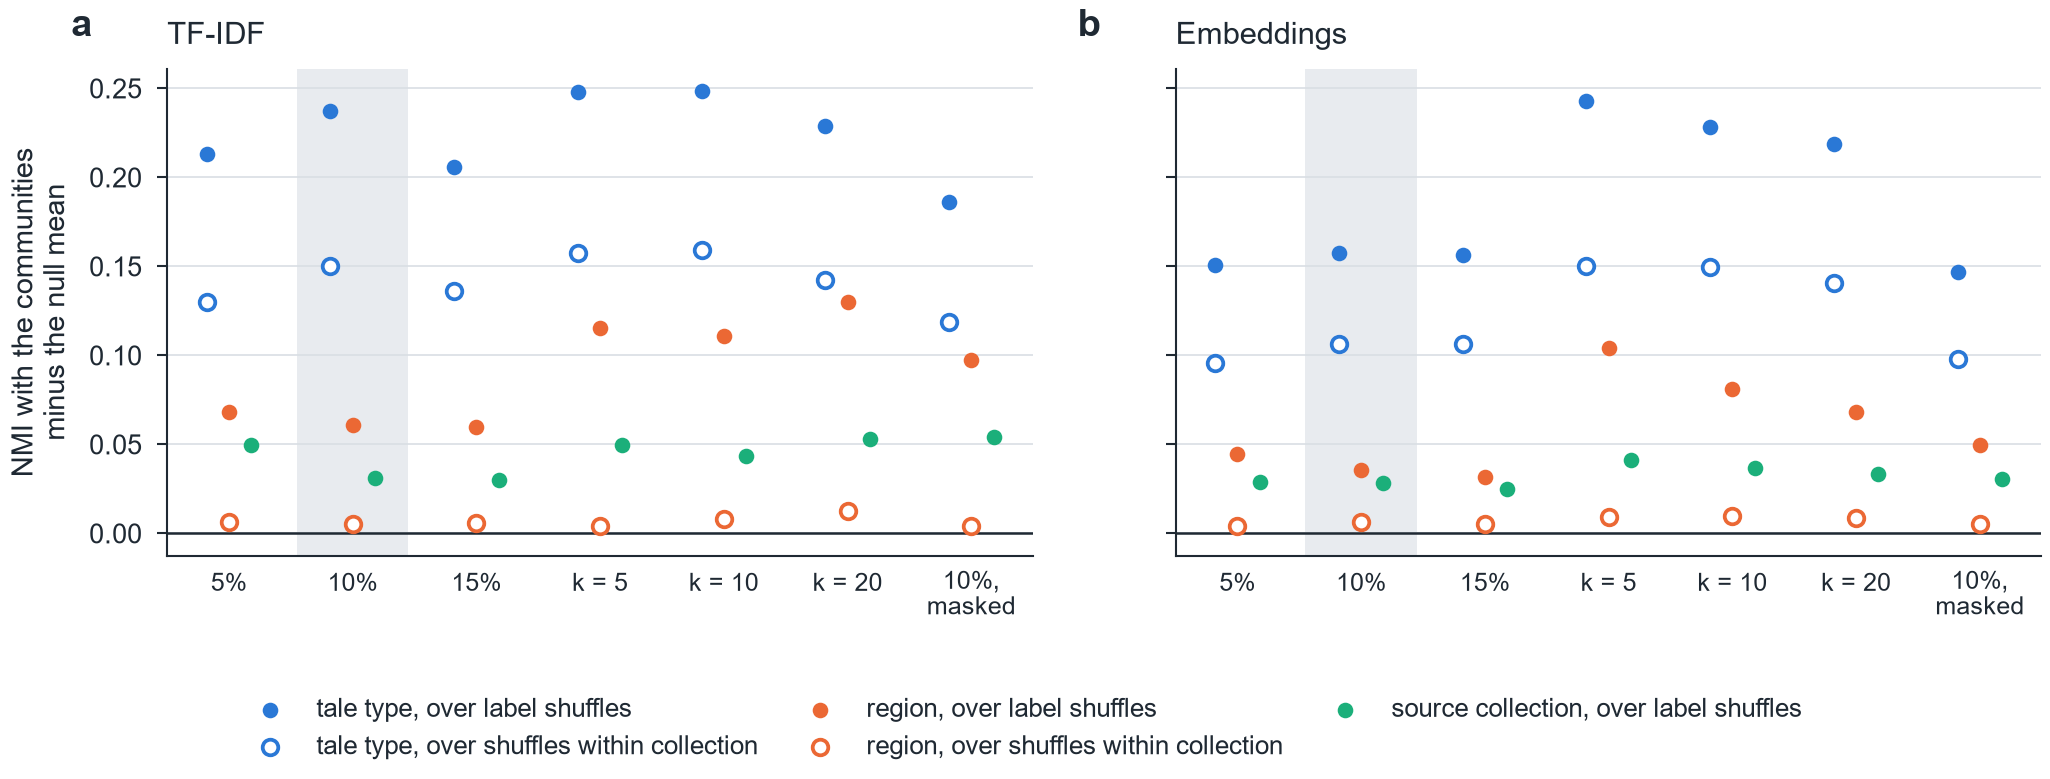 a
TF-IDF
b
Embeddings
NMI with the communities
minus the null mean
0.25
0.20
0.15
0.10
0.05
0.00
5%
10%
15%
k = 5
k = 10
k = 20
10%,
masked
5%
10%
15%
k = 5
k = 10
k = 20
10%,
masked
tale type, over label shuffles
region, over label shuffles
source collection, over label shuffles
tale type, over shuffles within collection
region, over shuffles within collection